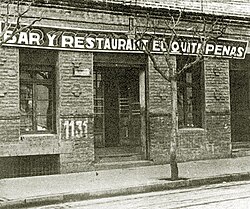 BAR Y RESTAURANT EL QUITAPENAS
1131